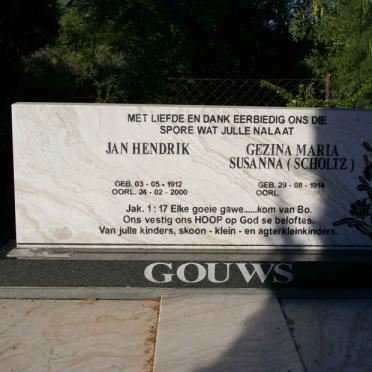 MET LIEFDE EN DANK EERBIEDIG ONS DIE
SPORE WAT JULLE NALAAT
JAN HENDRIK
GEB. 03 - 05 - 1912
OORL. 24 - 02 - 2000
GEZINA MARIA
SUSANNA ( SCHOLTZ )
GEB. 29 - 08 - 1914
OORL.
Jak. 1 : 17 Elke goeie gawe......kom van Bo.
Ons vestig ons HOOP op God se beloftes.
Van julle kinders, skoon - klein - en agterkleinkinders.
GOUWS